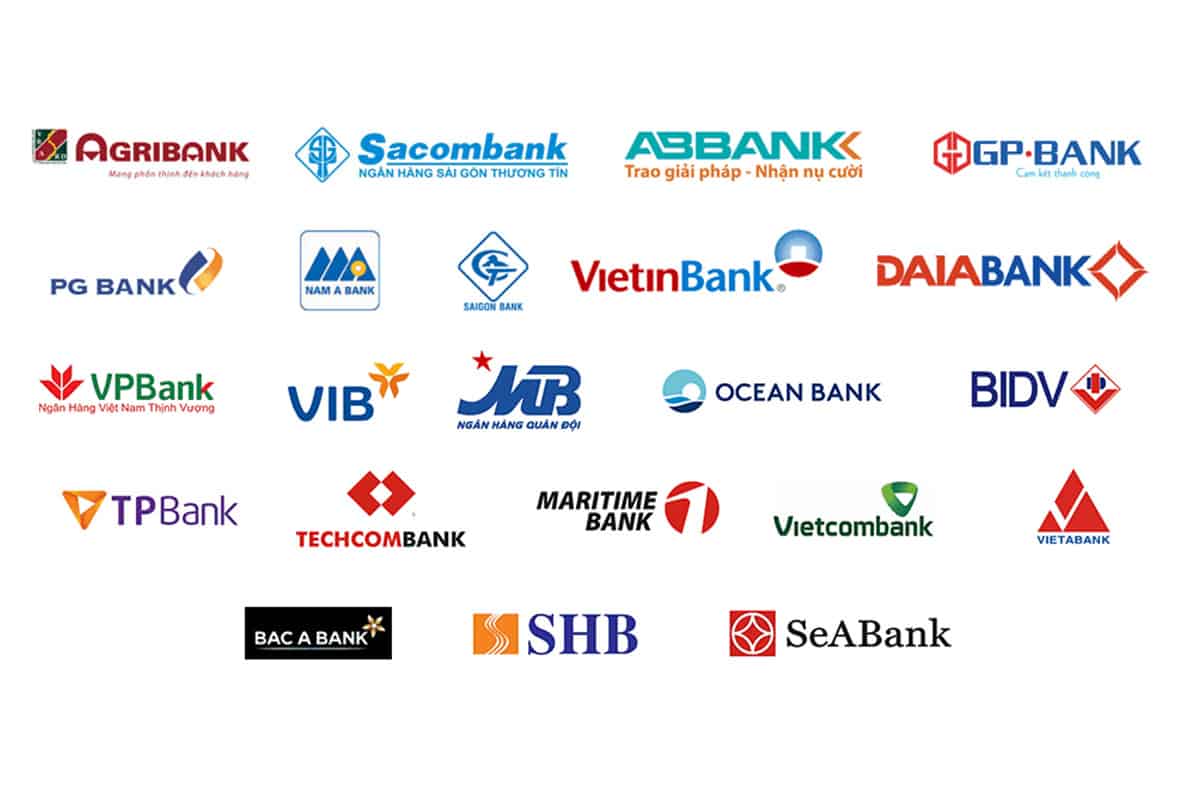 AGRIBANK
Mang phồn thịnh đến khách hàng
SG
Sacombank
NGÂN HÀNG SÀI GÒN THƯƠNG TÍN
ABBANK
Trao giải pháp - Nhận nụ cười
GP·BANK
Cam kết thành công
PG BANK
NAM A BANK
SAIGON BANK
VietinBank®
DAIABANK
VPBank
Ngân Hàng Việt Nam Thịnh Vượng
VIB
MB
NGÂN HÀNG QUÂN ĐỘI
OCEAN BANK
BIDV
TPBank
TECHCOMBANK
MARITIME
BANK
Vietcombank
VIETABANK
BAC A BANK
SHB
SeABank